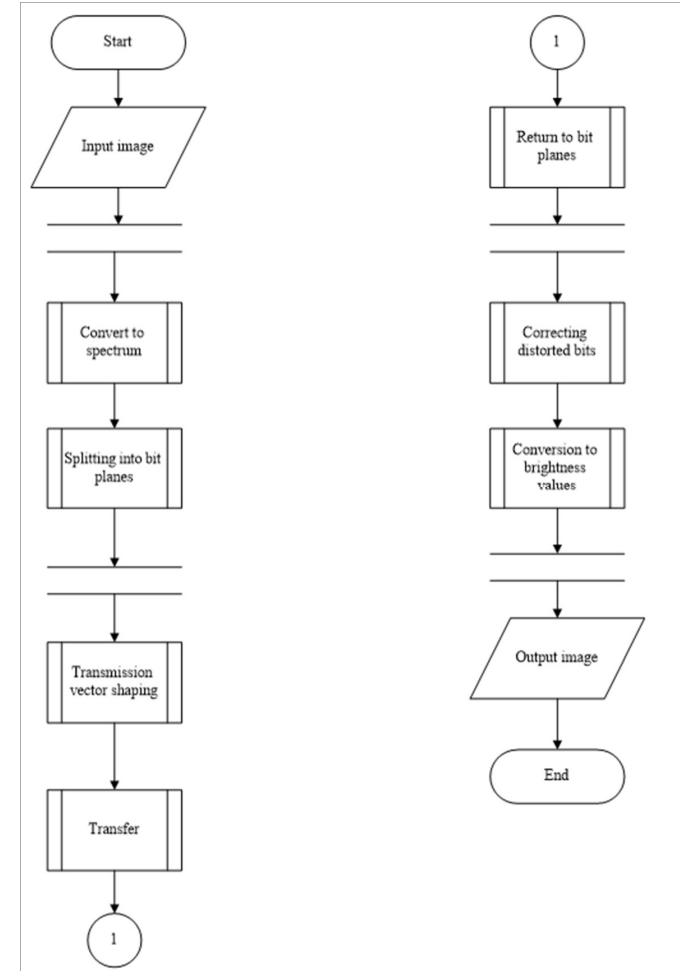 Start
Input image
Convert to
spectrum
Splitting into bit
planes
Transmission
vector shaping
Transfer
1
1
Return to bit
planes
Correcting
distorted bits
Conversion to
brightness
values
Output image
End